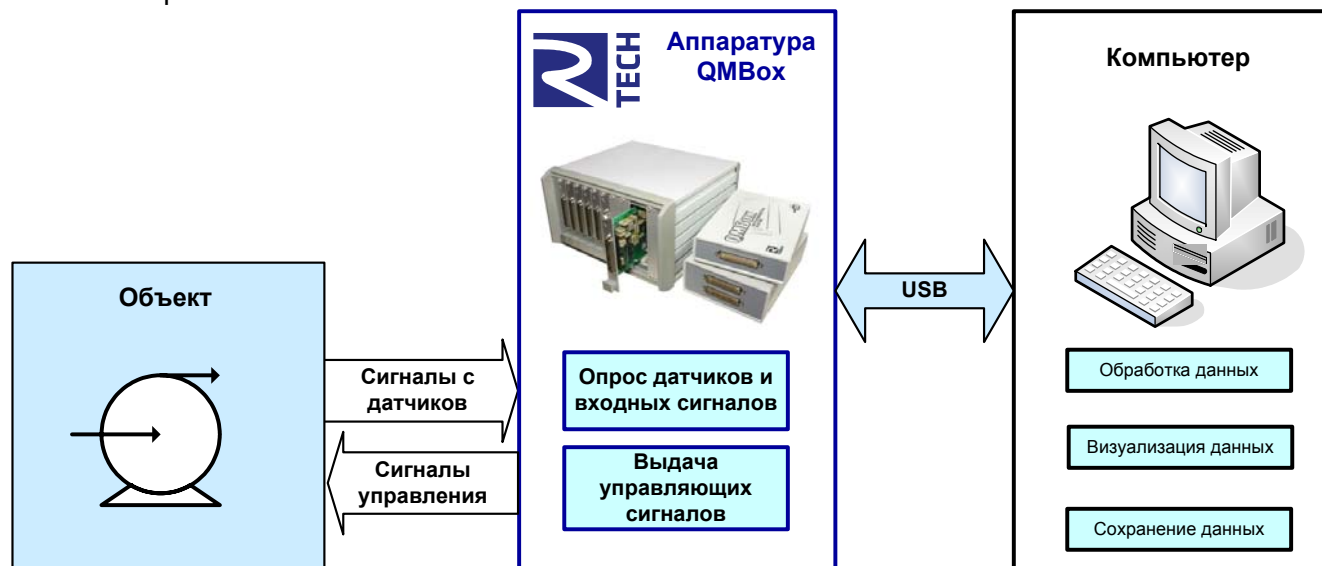 TECH
Аппаратура
QMBox
Компьютер
QMBox
Объект
USB
Сигналы с
датчиков
Опрос датчиков и
входных сигналов
Обработка данных
Сигналы
управления
Выдача
управляющих
сигналов
Визуализация данных
Сохранение данных